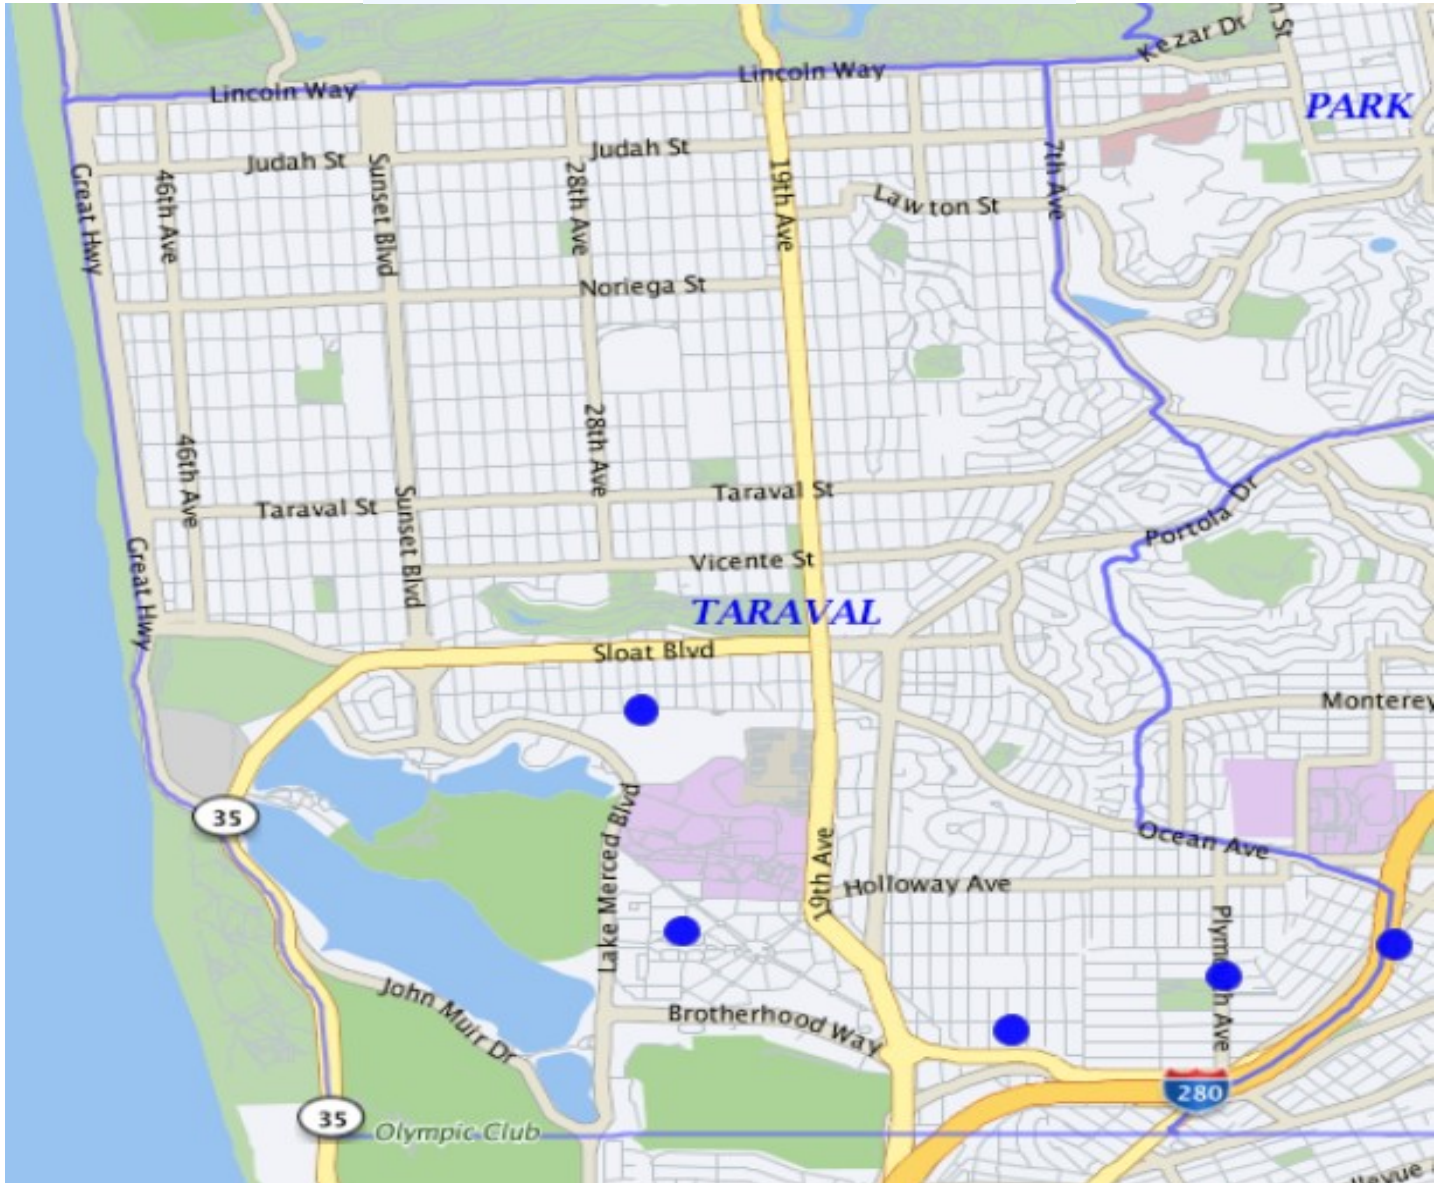 Kezar Dr
Lincoln Way
Lincoln Way
PARK
Judah St
Judah St
Great Hwy
46th Ave
Sunset Blvd
28th Ave
19th Ave
7th Ave
Lawton St
Noriega St
46th Ave
28th Ave
Taraval St
Taraval St
Sunset Blvd
Portola Dr
Great Hwy
Vicente St
TARAVAL
Sloat Blvd
Monterey
35
Lake Merced Blvd
19th Ave
Ocean Ave
Holloway Ave
John Muir Dr
Brotherhood Way
280
35
Olympic Club